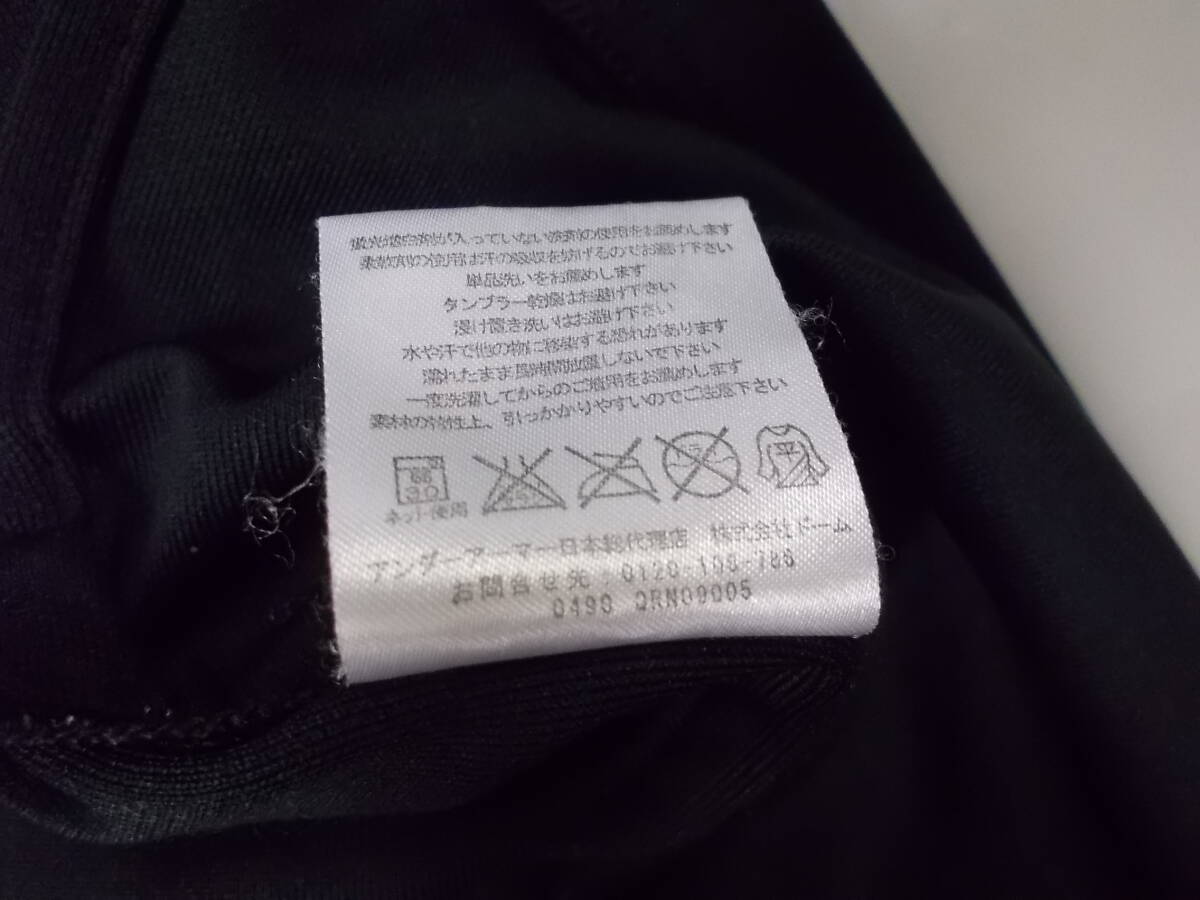 蛍光増白剤が入っていない洗剤の使用をお薦めします
柔軟剤の使用は汗の吸収を妨げるのでお避け下さい
単品洗いをお薦めします
タンブラー乾燥はお避け下さい
浸け置き洗いはお避け下さい
水や汗で他の物に移染する恐れがあります
濡れたまま長時間放置しないで下さい
一度洗濯してからのご着用をお薦めします
素材の特性上、引っかかりやすいのでご注意下さい
30
平
ネット使用
アンダーアーマー日本総代理店 株式会社ドーム
お問合せ先:0120-108-786
0490 QRN09005